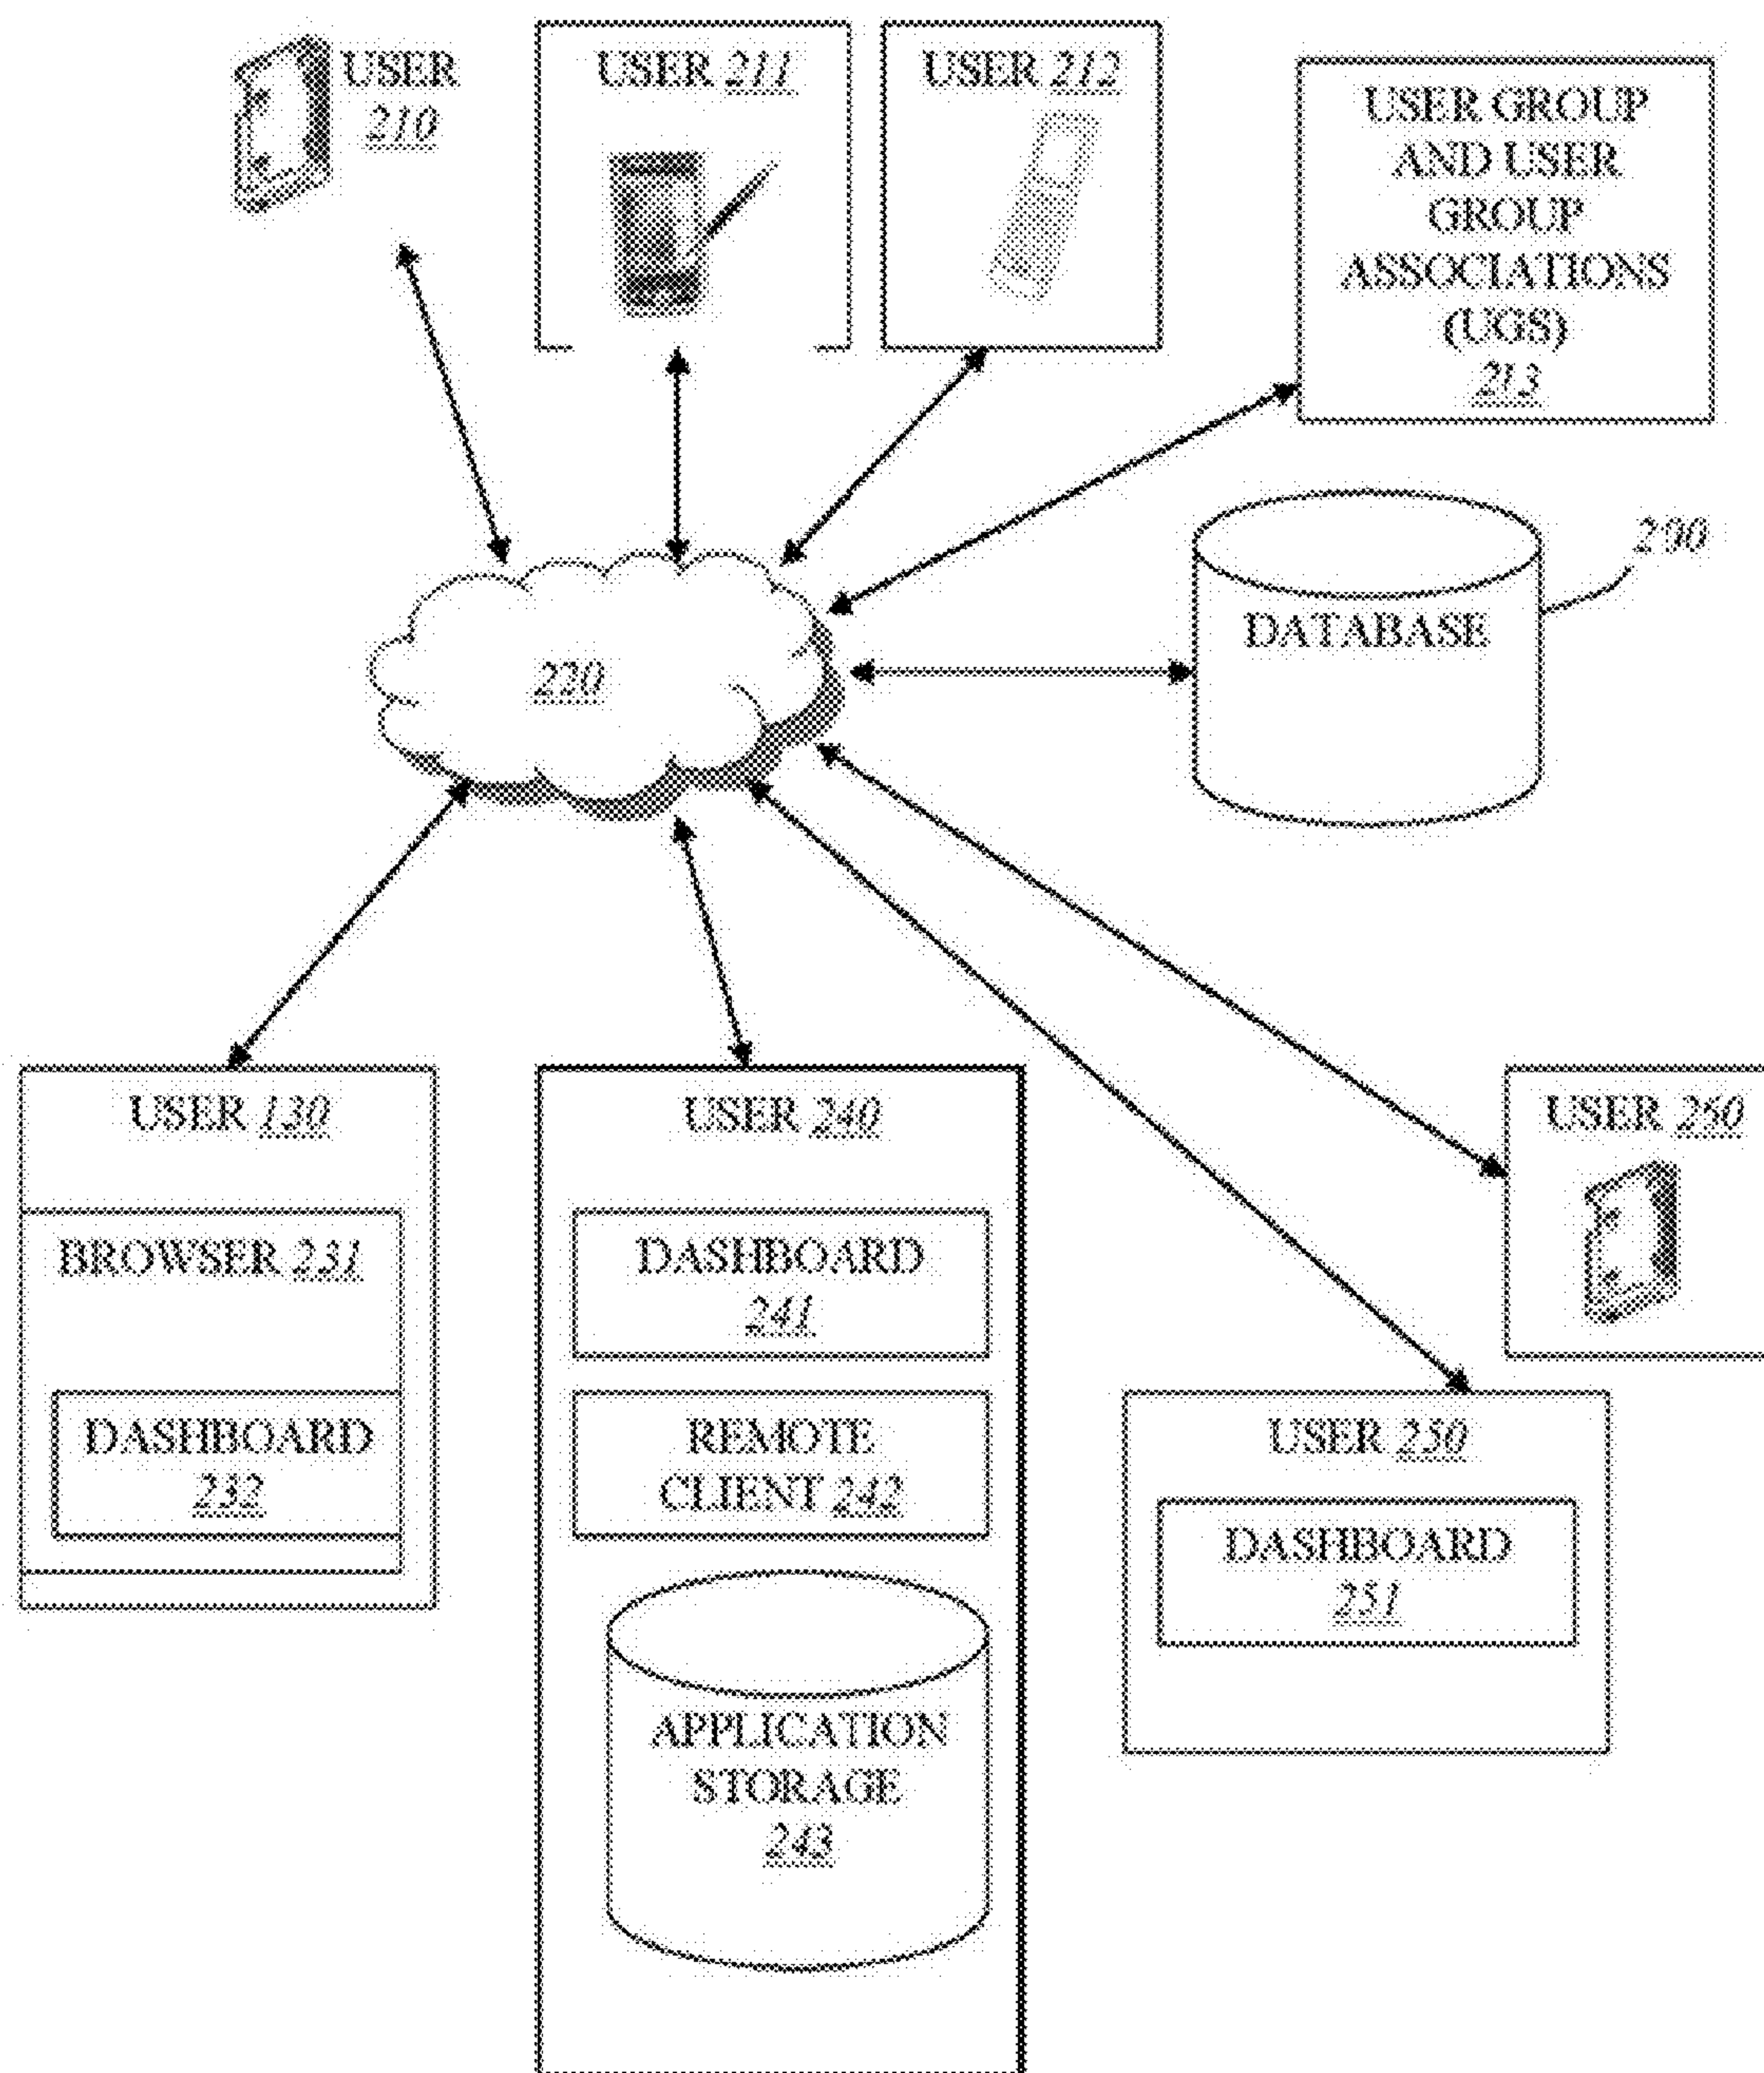 USER
210
USER 211
USER 212
USER GROUP
AND USER
GROUP
ASSOCIATIONS
(UGS)
213
290
DATABASE
220
USER 130
BROWSER 231
DASHBOARD
232
USER 240
DASHBOARD
241
REMOTE
CLIENT 242
APPLICATION
STORAGE
243
USER 260
USER 250
DASHBOARD
251